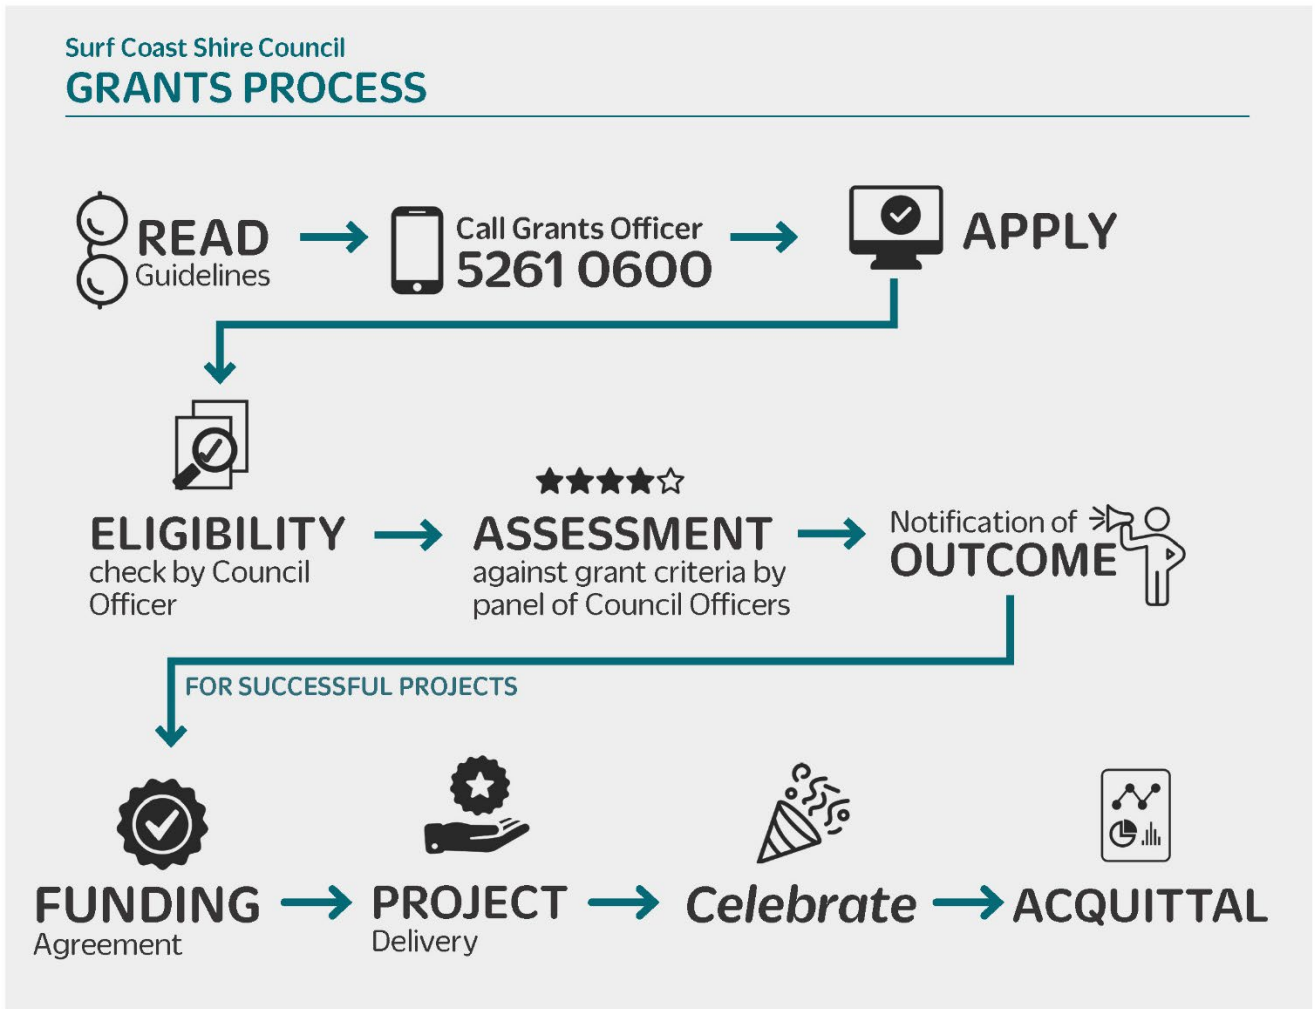 Surf Coast Shire Council
GRANTS PROCESS
READ
Guidelines
Call Grants Officer
5261 0600
APPLY
ELIGIBILITY
check by Council
Officer
ASSESSMENT
against grant criteria by
panel of Council Officers
Notification of
OUTCOME
FOR SUCCESSFUL PROJECTS
FUNDING
Agreement
PROJECT
Delivery
Celebrate
ACQUITTAL